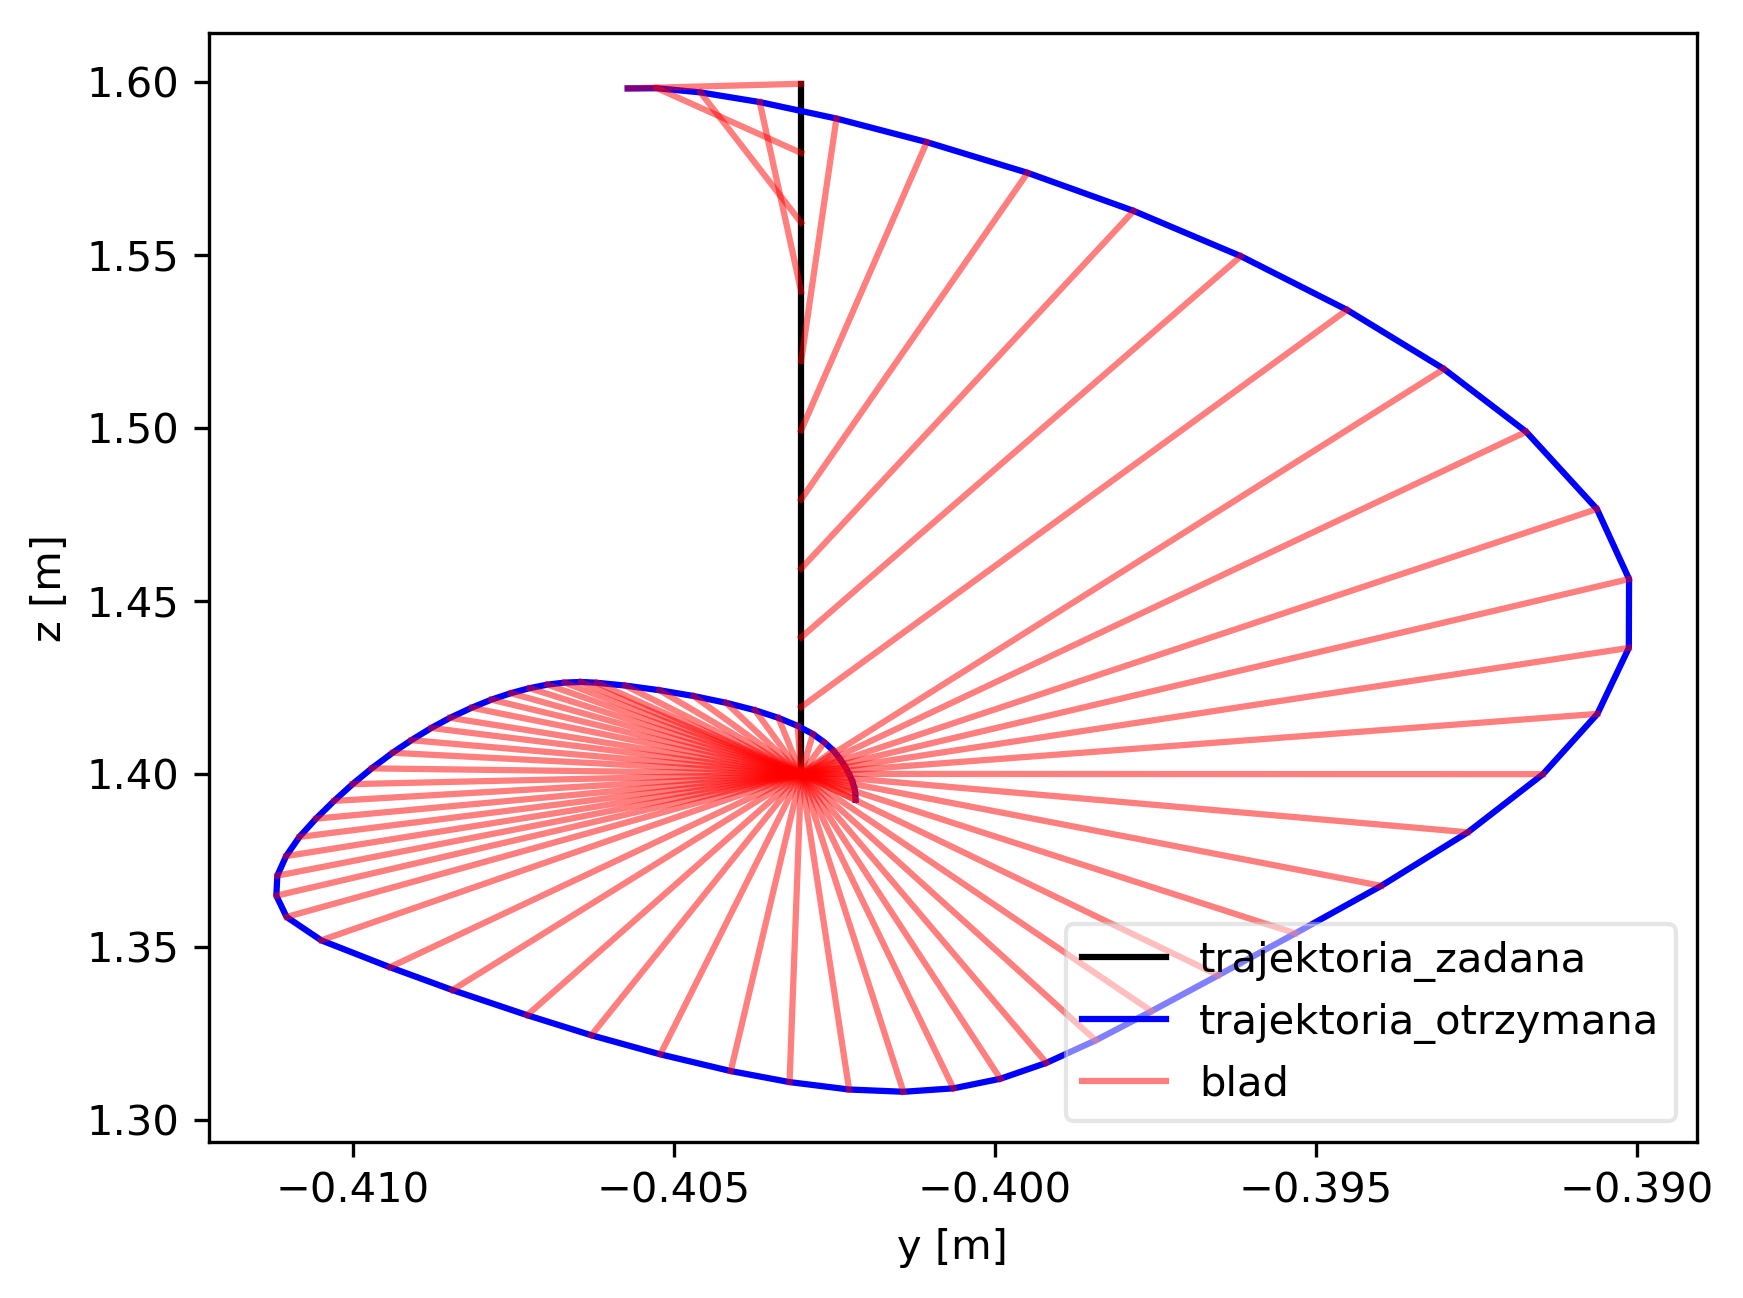 1.60
1.55
1.50
1.45
1.40
1.35
1.30
z [m]
trajektoria_zadana
trajektoria_otrzymana
blad
−0.410
−0.405
−0.400
−0.395
−0.390
y [m]